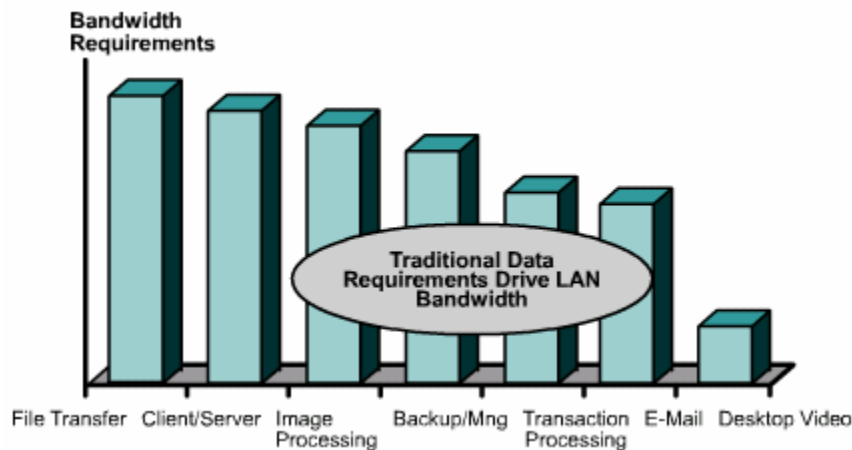 Bandwidth
Requirements
Traditional Data
Requirements Drive LAN
Bandwidth
File Transfer
Client/Server
Image
Processing
Backup/Mng
Transaction
Processing
E-Mail
Desktop Video